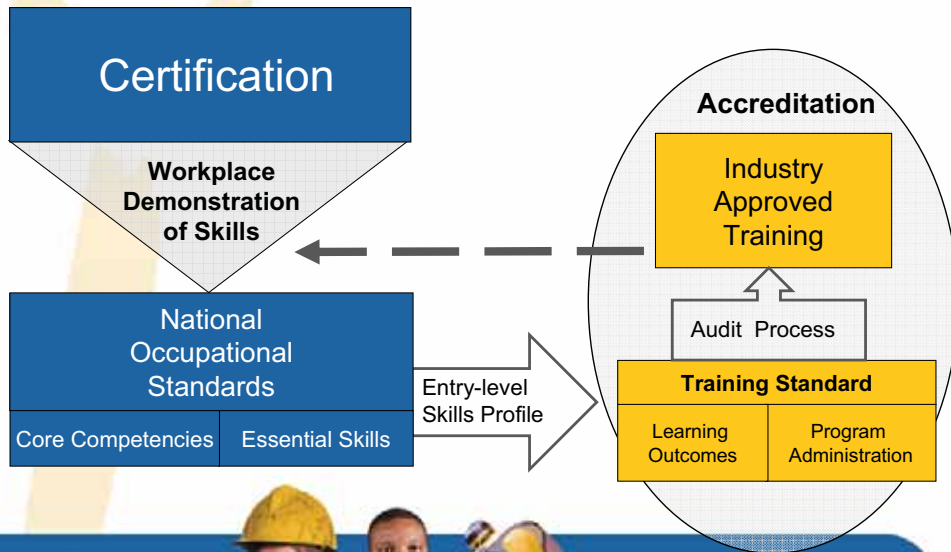 Certification
Workplace
Demonstration
of Skills
National
Occupational
Standards
Core Competencies
Essential Skills
Entry-level
Skills Profile
Accreditation
Industry
Approved
Training
Audit Process
Training Standard
Learning
Outcomes
Program
Administration